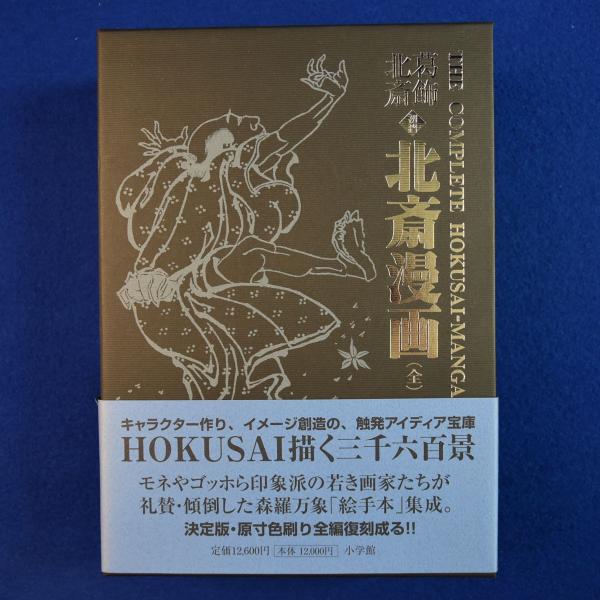 THE COMPLETE HOKUSAI-MANGA
葛飾
北斎
北斎漫画(全)
キャラクター作り、イメージ創造の、触発アイディア宝庫
HOKUSAI描く三千六百景
モネやゴッホら印象派の若き画家たちが
礼賛・傾倒した森羅万象「絵手本」集成。
決定版・原寸色刷り全編復刻成る!!
定価12,600円 本体 12,000円 小学館